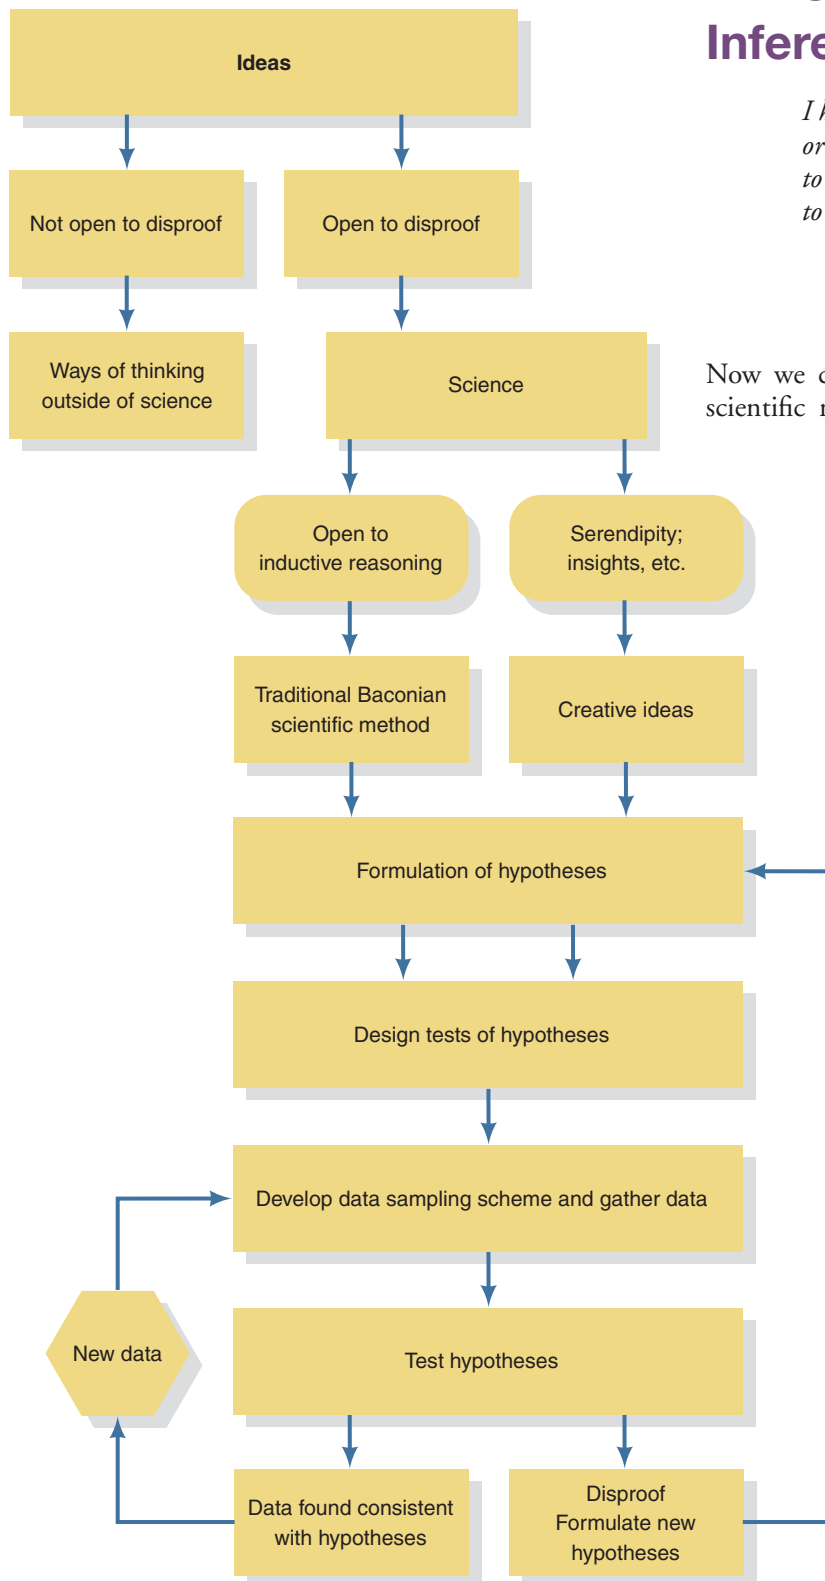 Ideas
Not open to disproof
Open to disproof
Ways of thinking
outside of science
Science
Open to
inductive reasoning
Serendipity;
insights, etc.
Traditional Baconian
scientific method
Creative ideas
Formulation of hypotheses
Design tests of hypotheses
Develop data sampling scheme and gather data
New data
Test hypotheses
Data found consistent
with hypotheses
Disproof
Formulate new
hypotheses
I
or
to
to
Now we
scientific